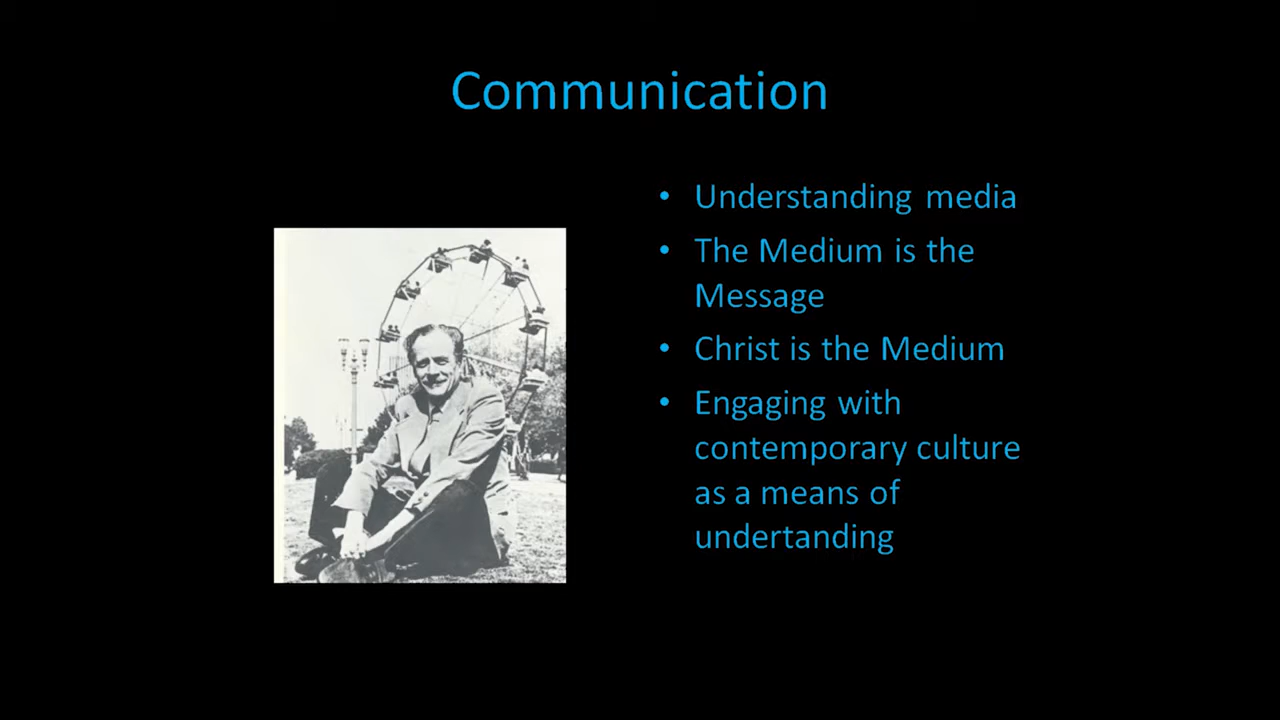 Communication
• Understanding media
• The Medium is the
Message
• Christ is the Medium
• Engaging with
contemporary culture
as a means of
undertanding